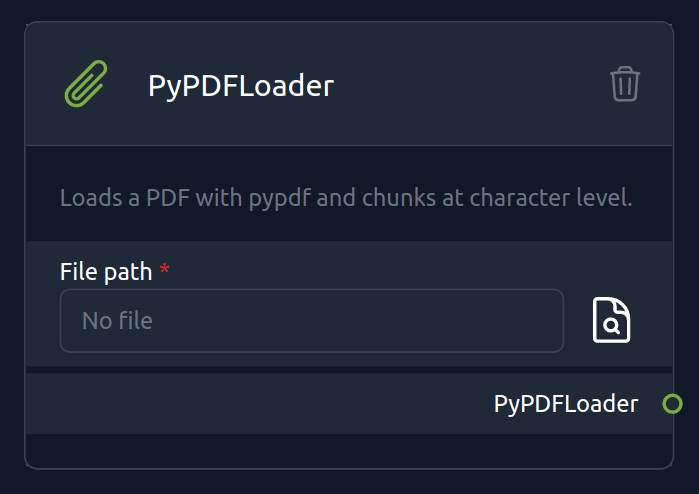 PyPDFLoader
Loads a PDF with pypdf and chunks at character level.
File path *
No file
PyPDFLoader